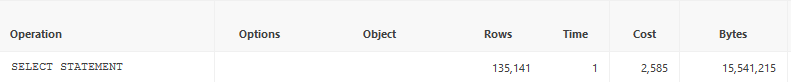 Operation Options Object Rows Time Cost Bytes
SELECT STATEMENT 135,141 1 2,585 15,541,215